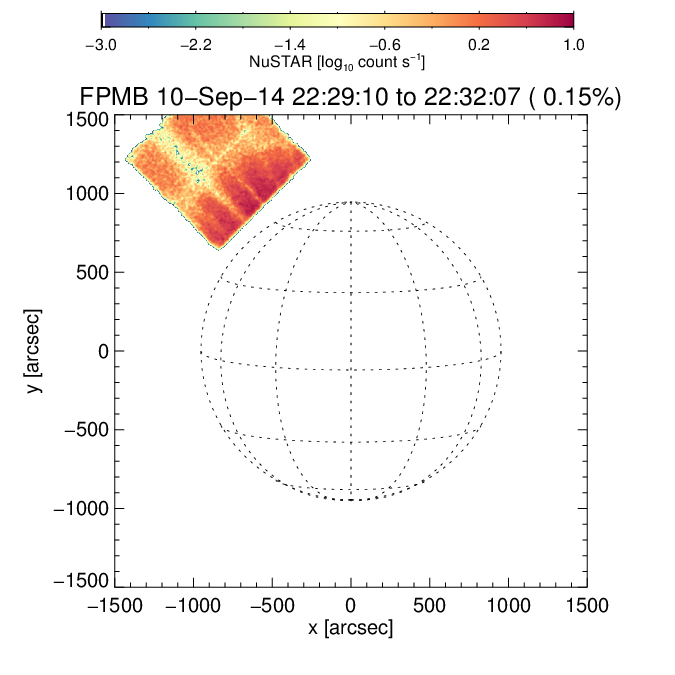 −3.0 −2.2 −1.4 −0.6 0.2 1.0
NuSTAR [log₁₀ count s⁻¹]
FPMB 10−Sep−14 22:29:10 to 22:32:07 ( 0.15%)
1500
1000
500
0
−500
−1000
−1500
y [arcsec]
−1500 −1000 −500 0 500 1000 1500
x [arcsec]